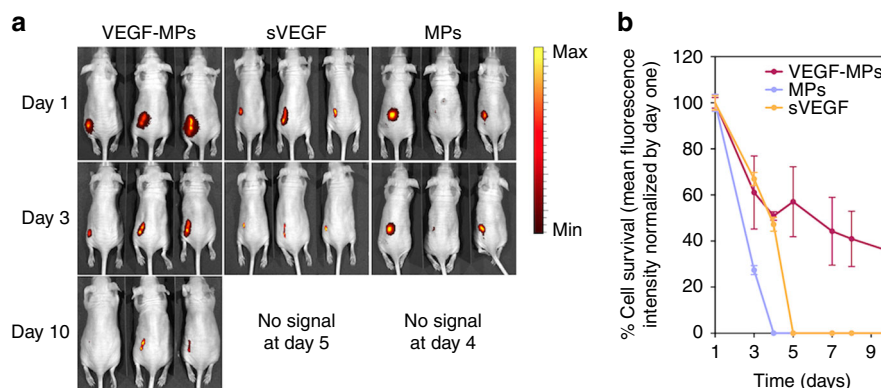 a
VEGF-MPs
sVEGF
MPs
Day 1
Max
Day 3
Min
Day 10
No signal
at day 5
No signal
at day 4
b
% Cell survival (mean fluorescence
intensity normalized by day one)
120
100
80
60
40
20
0
VEGF-MPs
MPs
sVEGF
1
3
5
7
9
Time (days)